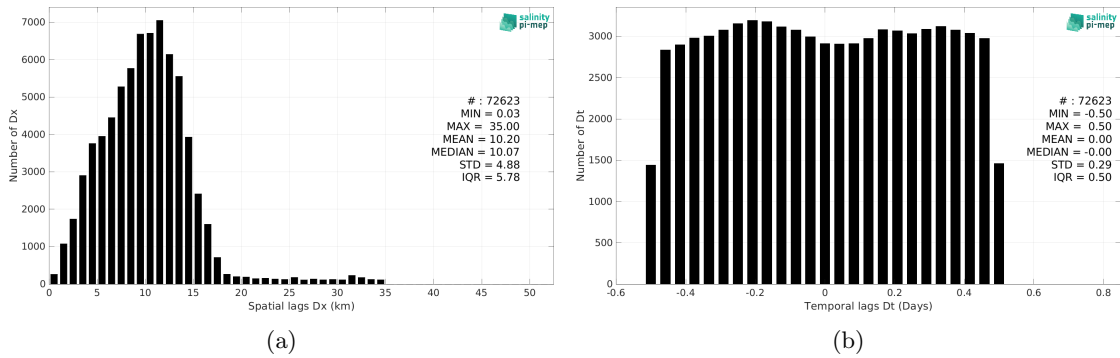 7000
6000
5000
4000
3000
2000
1000
0
Number of Dx
salinity
pi-mep
# : 72623
MIN = 0.03
MAX = 35.00
MEAN = 10.20
MEDIAN = 10.07
STD = 4.88
IQR = 5.78
0 5 10 15 20 25 30 35 40 45 50
Spatial lags Dx (km)
(a)
3000
2500
2000
1500
1000
500
0
Number of Dt
salinity
pi-mep
# : 72623
MIN = -0.50
MAX = 0.50
MEAN = 0.00
MEDIAN = -0.00
STD = 0.29
IQR = 0.50
-0.6 -0.4 -0.2 0 0.2 0.4 0.6 0.8
Temporal lags Dt (Days)
(b)